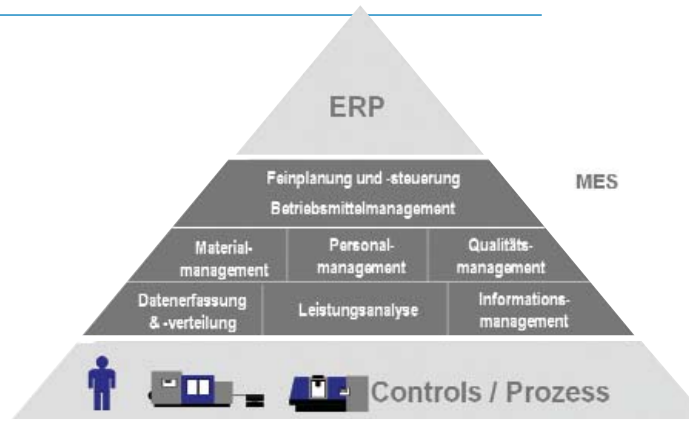 ERP
Feinplanung und -steuerung
Betriebsmittelmanagement
MES
Material-
management
Personal-
management
Qualitäts-
management
Datenerfassung
& -verteilung
Leistungsanalyse
Informations-
management
Controls / Prozess